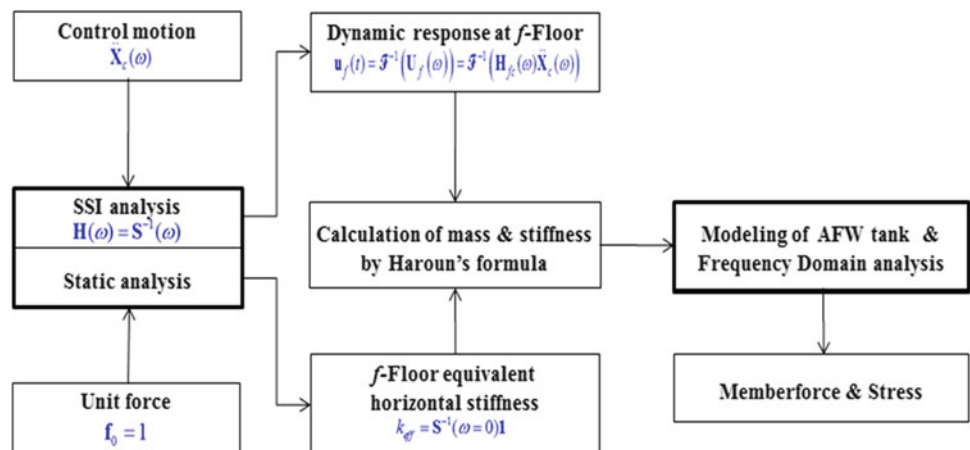 Control motion
Ẍ_c(ω)
Dynamic response at f-Floor
u_f(t) = ℱ⁻¹(U_f(ω)) = ℱ⁻¹(H_fc(ω)Ẍ_c(ω))
SSI analysis
H(ω) = S⁻¹(ω)
Static analysis
Calculation of mass & stiffness
by Haroun's formula
Modeling of AFW tank &
Frequency Domain analysis
Unit force
f₀ = 1
f-Floor equivalent
horizontal stiffness
k_eff = S⁻¹(ω=0)1
Memberforce & Stress